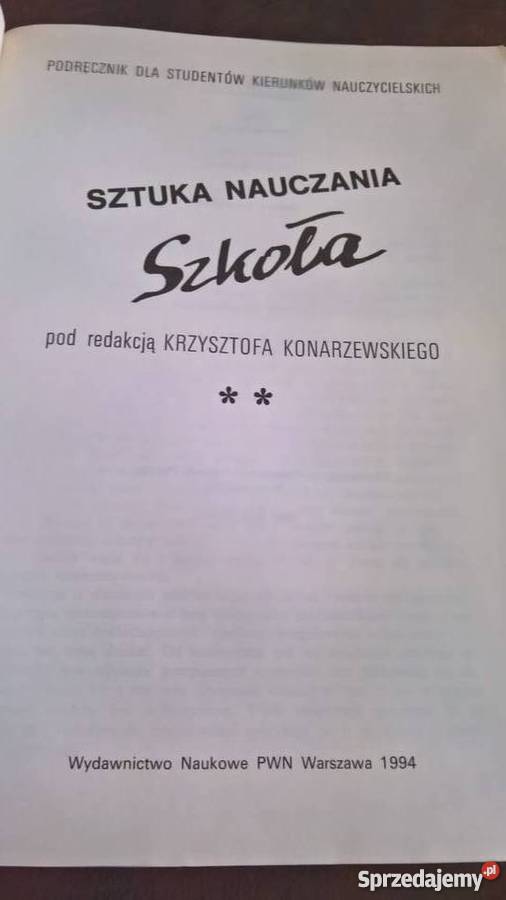 PODRĘCZNIK DLA STUDENTÓW KIERUNKÓW NAUCZYCIELSKICH
SZTUKA NAUCZANIA
Szkoła
pod redakcją KRZYSZTOFA KONARZEWSKIEGO
* *
Wydawnictwo Naukowe PWN Warszawa 1994
Sprzedajemy.pl